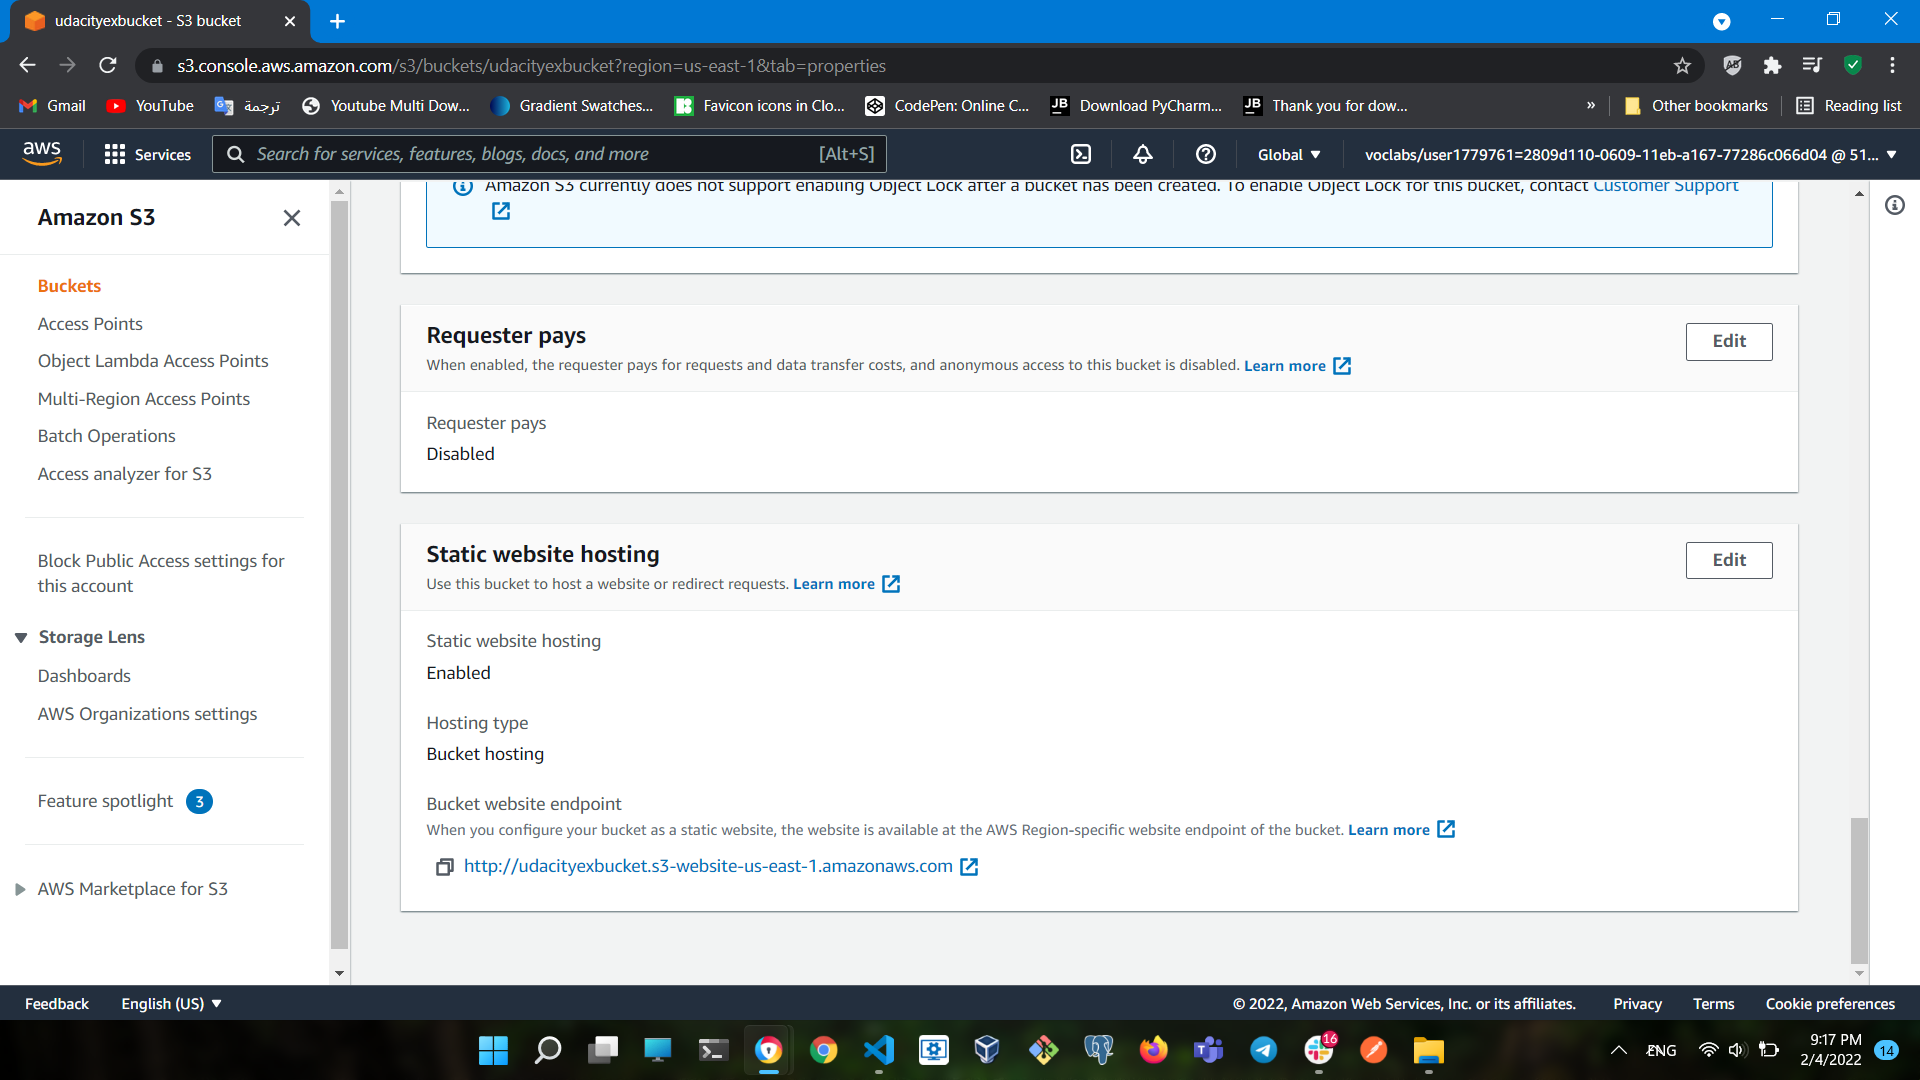 udacityexbucket - S3 bucket
s3.console.aws.amazon.com/s3/buckets/udacityexbucket?region=us-east-1&tab=properties
Gmail
YouTube
ترجمة
Youtube Multi Dow...
Gradient Swatches...
Favicon icons in Clo...
CodePen: Online C...
JB
Download PyCharm...
JB
Thank you for dow...
»
Other bookmarks
Reading list
aws
Services
Search for services, features, blogs, docs, and more
[Alt+S]
Global
voclabs/user1779761=2809d110-0609-11eb-a167-77286c066d04 @ 51...
Amazon S3
Buckets
Access Points
Object Lambda Access Points
Multi-Region Access Points
Batch Operations
Access analyzer for S3
Block Public Access settings for
this account
Storage Lens
Dashboards
AWS Organizations settings
Feature spotlight 3
AWS Marketplace for S3
Amazon S3 currently does not support enabling Object Lock after a bucket has been created. To enable Object Lock for this bucket, contact Customer Support
Requester pays
Edit
When enabled, the requester pays for requests and data transfer costs, and anonymous access to this bucket is disabled. Learn more
Requester pays
Disabled
Static website hosting
Edit
Use this bucket to host a website or redirect requests. Learn more
Static website hosting
Enabled
Hosting type
Bucket hosting
Bucket website endpoint
When you configure your bucket as a static website, the website is available at the AWS Region-specific website endpoint of the bucket. Learn more
http://udacityexbucket.s3-website-us-east-1.amazonaws.com
Feedback
English (US)
© 2022, Amazon Web Services, Inc. or its affiliates.
Privacy
Terms
Cookie preferences
16
ENG
9:17 PM
2/4/2022
14